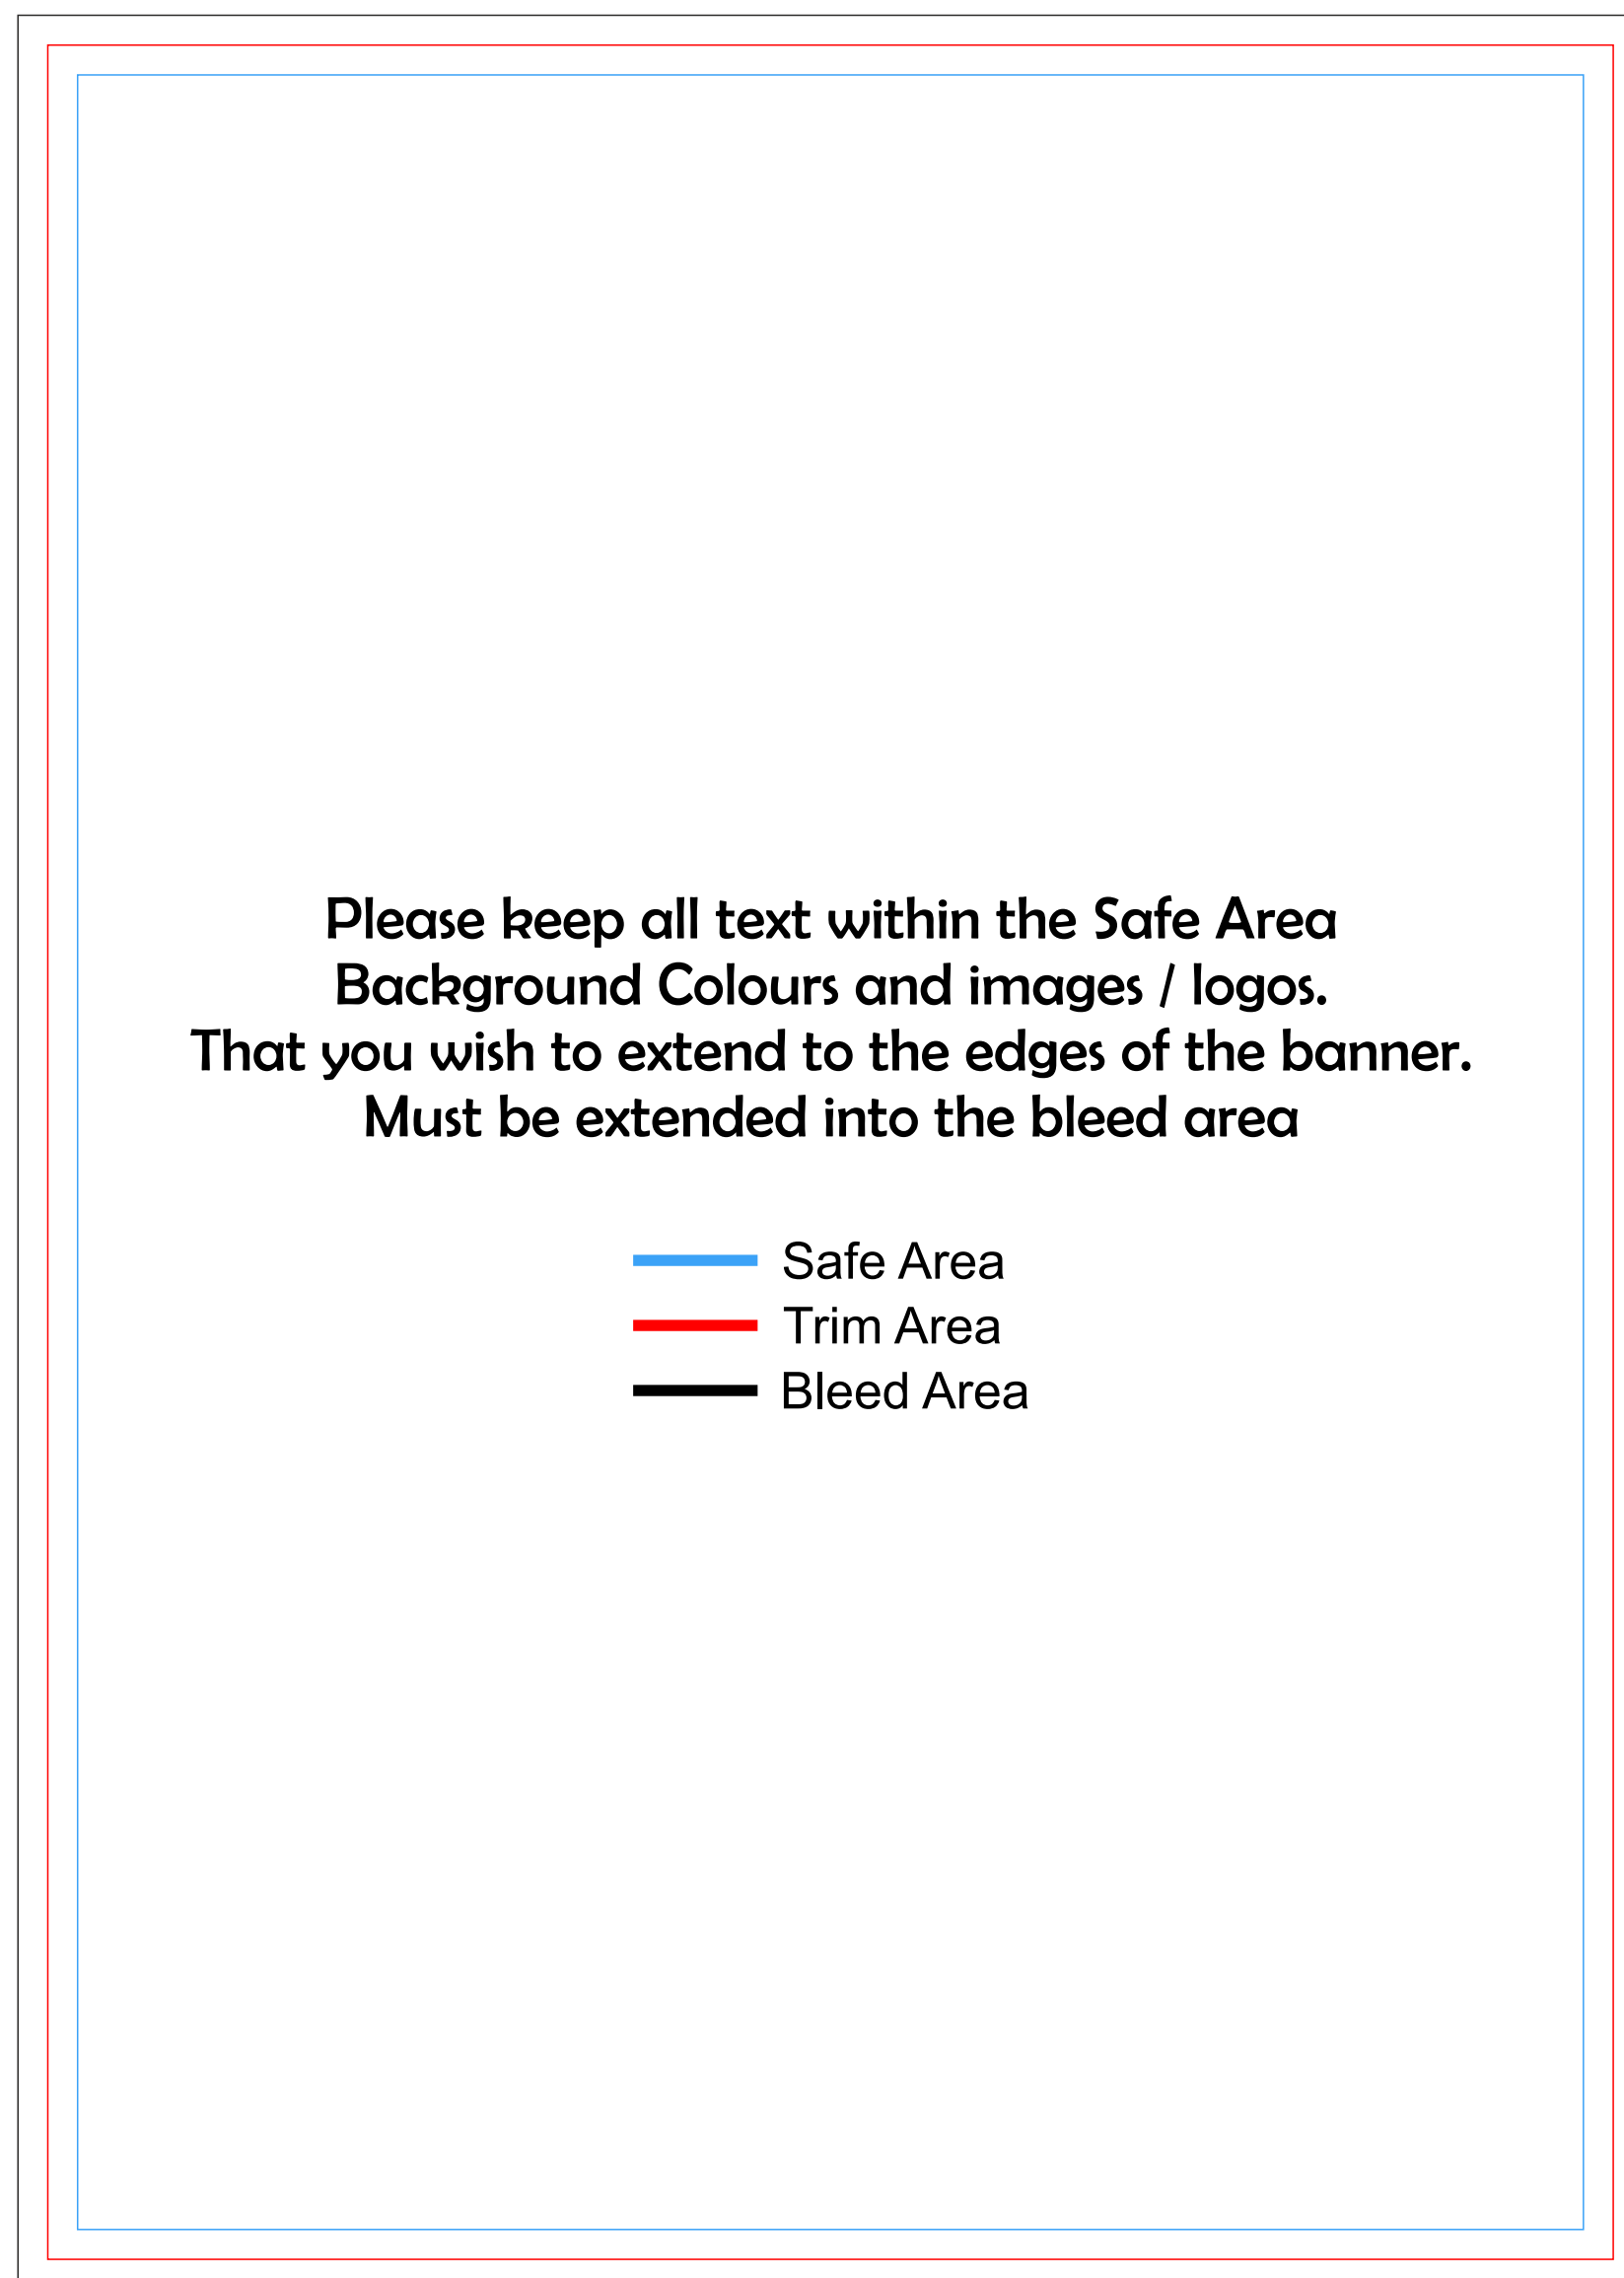 Please keep all text within the Safe Area
Background Colours and images / logos.
That you wish to extend to the edges of the banner.
Must be extended into the bleed area
Safe Area
Trim Area
Bleed Area